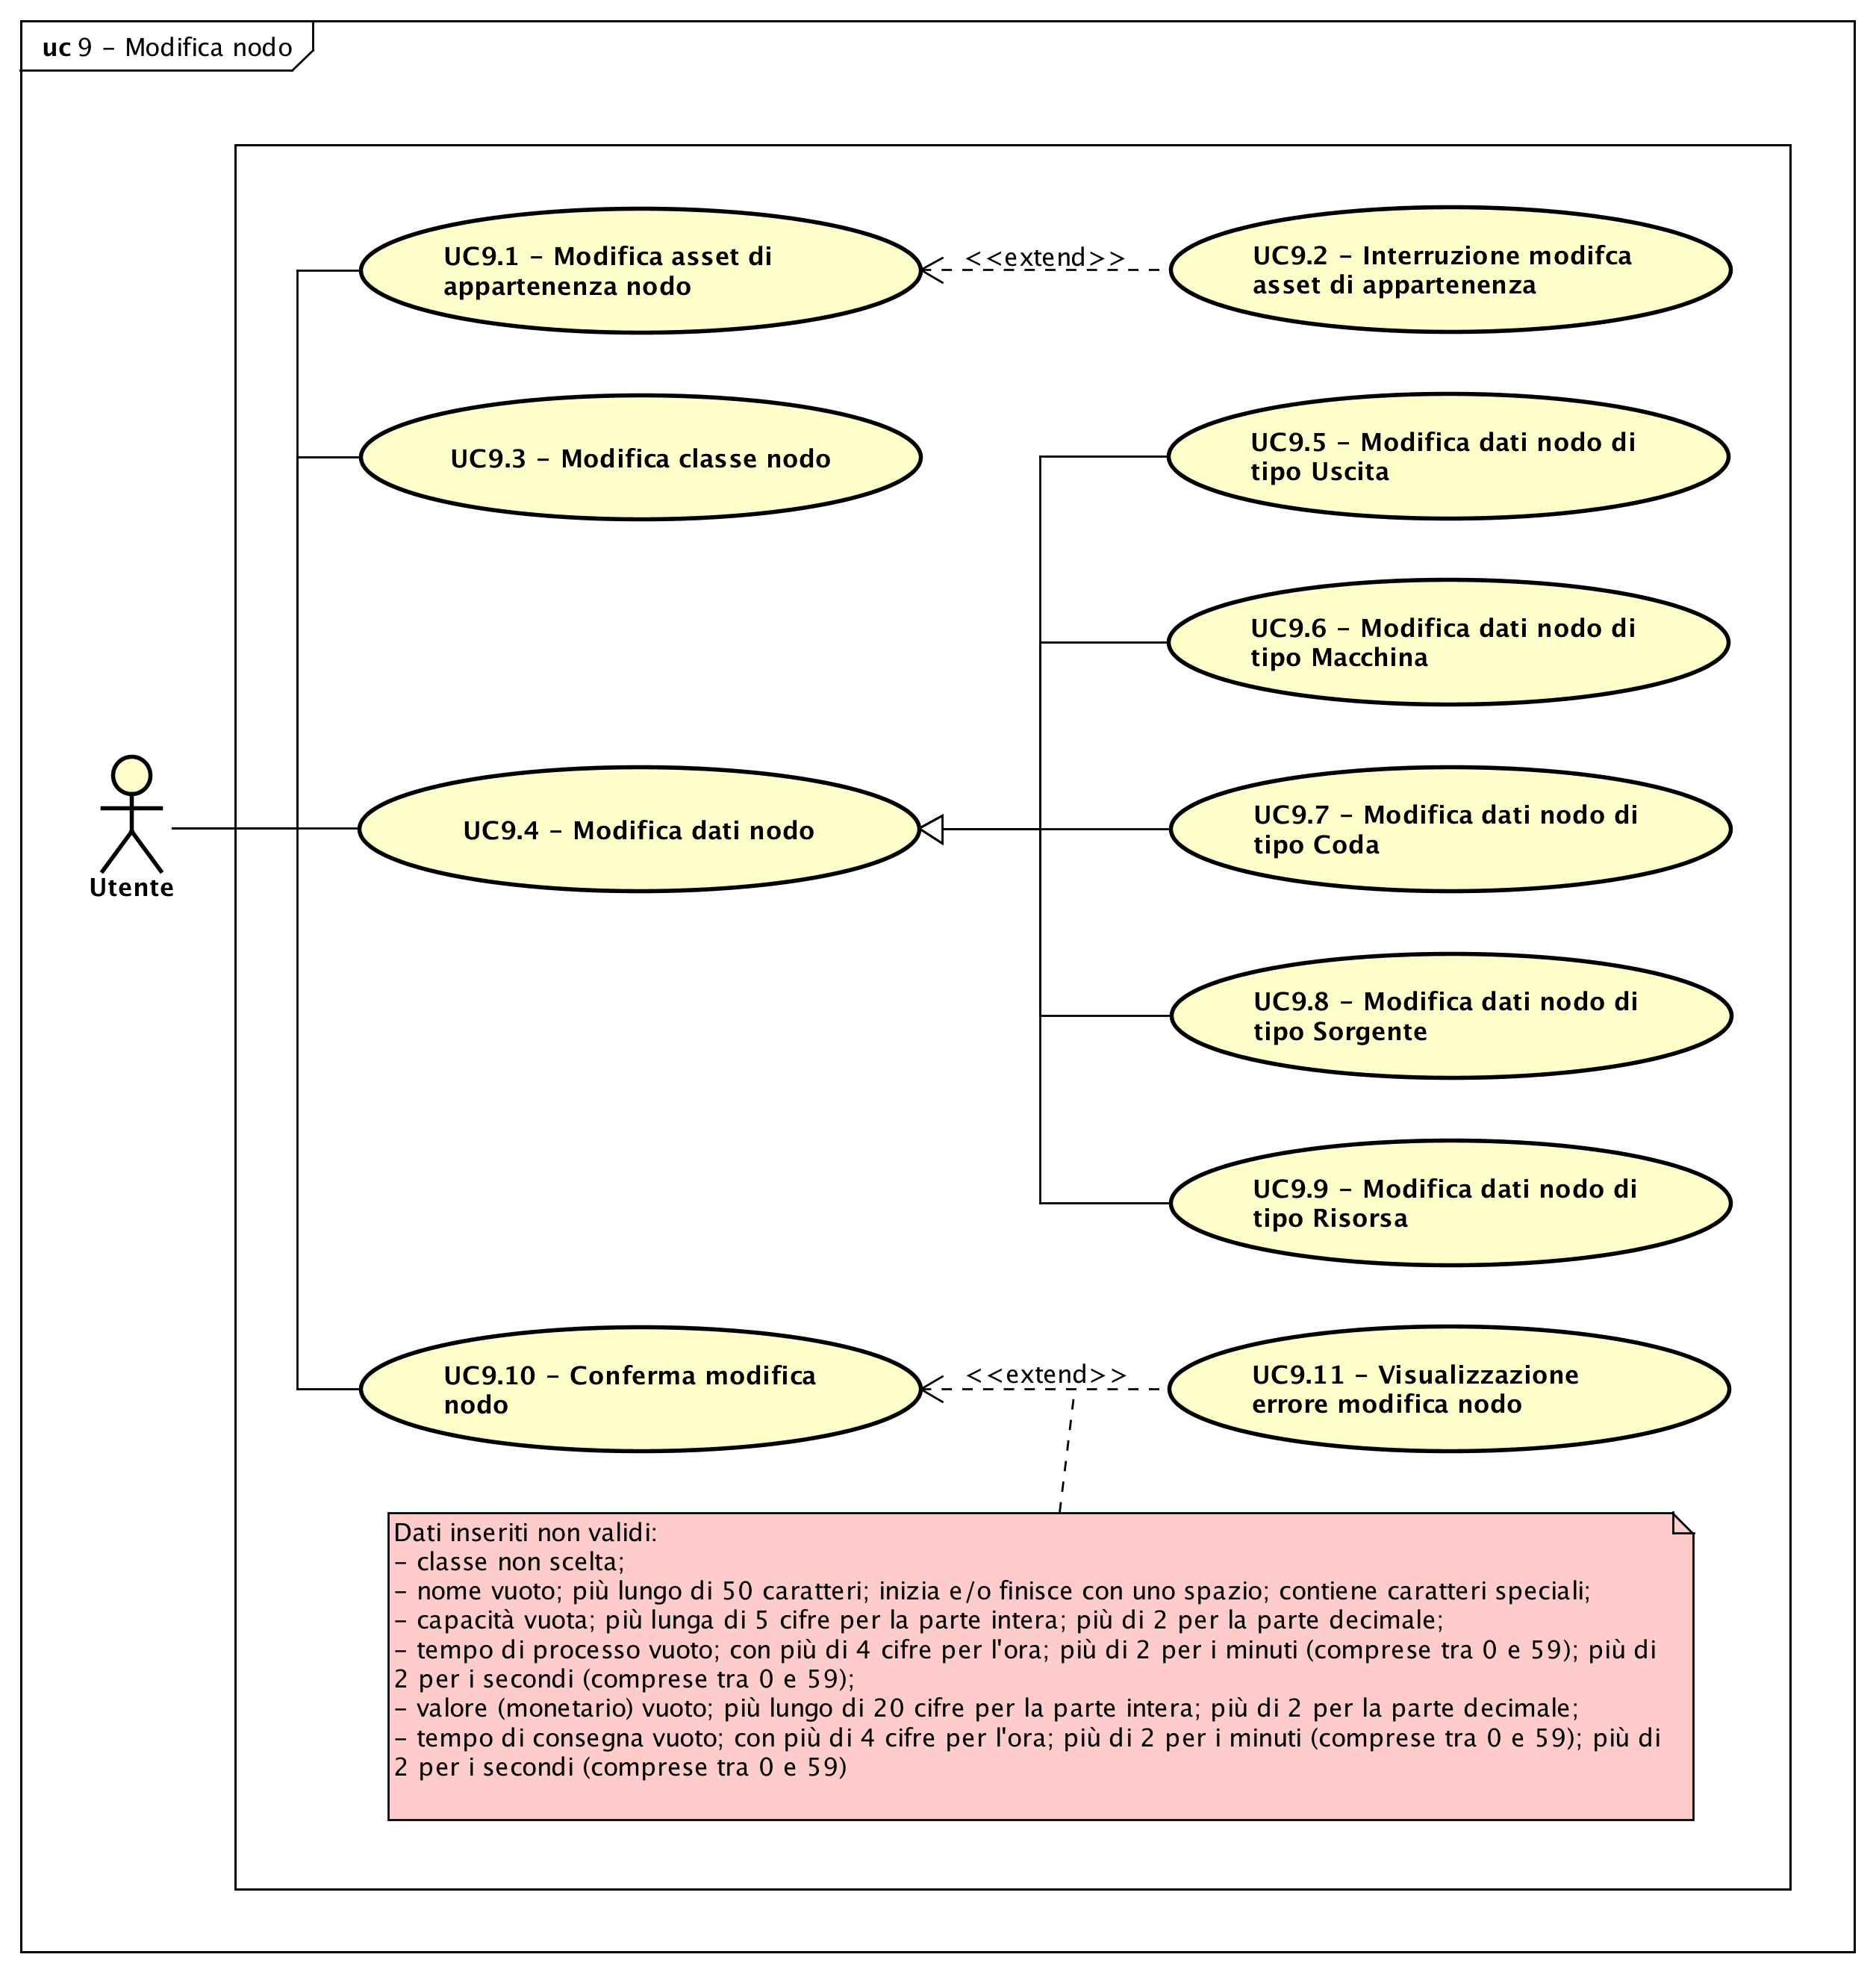 uc 9 – Modifica nodo
UC9.1 – Modifica asset di
appartenenza nodo
<<extend>>
UC9.2 – Interruzione modifca
asset di appartenenza
UC9.3 – Modifica classe nodo
UC9.5 – Modifica dati nodo di
tipo Uscita
UC9.6 – Modifica dati nodo di
tipo Macchina
Utente
UC9.4 – Modifica dati nodo
UC9.7 – Modifica dati nodo di
tipo Coda
UC9.8 – Modifica dati nodo di
tipo Sorgente
UC9.9 – Modifica dati nodo di
tipo Risorsa
UC9.10 – Conferma modifica
nodo
<<extend>>
UC9.11 – Visualizzazione
errore modifica nodo
Dati inseriti non validi:
– classe non scelta;
– nome vuoto; più lungo di 50 caratteri; inizia e/o finisce con uno spazio; contiene caratteri speciali;
– capacità vuota; più lunga di 5 cifre per la parte intera; più di 2 per la parte decimale;
– tempo di processo vuoto; con più di 4 cifre per l'ora; più di 2 per i minuti (comprese tra 0 e 59); più di
2 per i secondi (comprese tra 0 e 59);
– valore (monetario) vuoto; più lungo di 20 cifre per la parte intera; più di 2 per la parte decimale;
– tempo di consegna vuoto; con più di 4 cifre per l'ora; più di 2 per i minuti (comprese tra 0 e 59); più di
2 per i secondi (comprese tra 0 e 59)